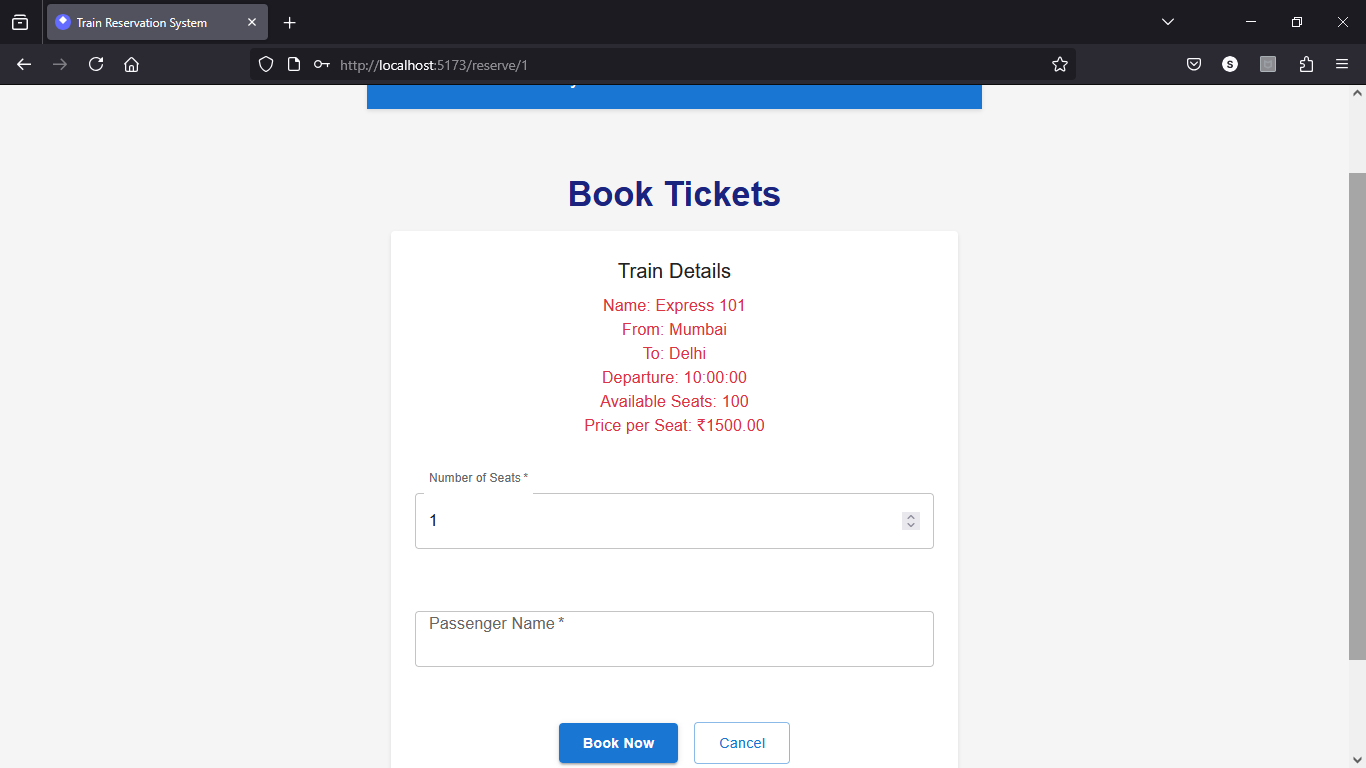 Train Reservation System
http://localhost:5173/reserve/1
S
Book Tickets
Train Details
Name: Express 101
From: Mumbai
To: Delhi
Departure: 10:00:00
Available Seats: 100
Price per Seat: ₹1500.00
Number of Seats *
1
Passenger Name *
Book Now
Cancel